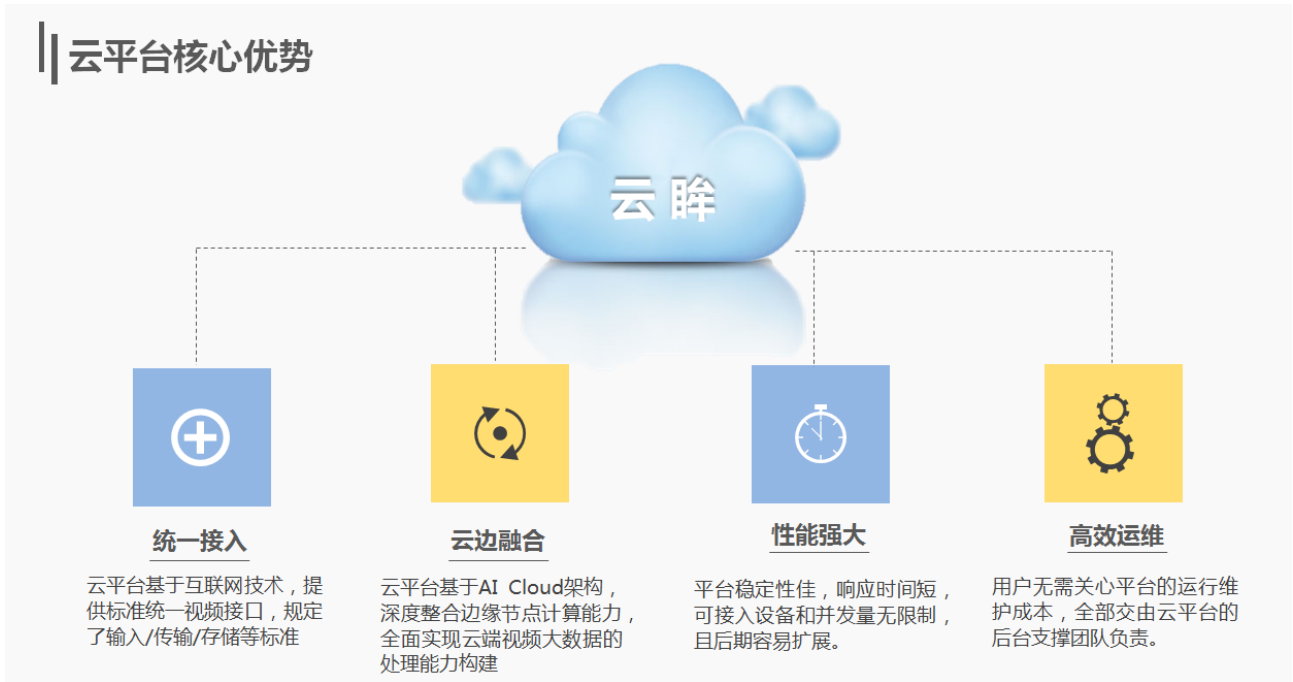 云平台核心优势
云眸
统一接入
云平台基于互联网技术，提
供标准统一视频接口，规定
了输入/传输/存储等标准
云边融合
云平台基于AI Cloud架构，
深度整合边缘节点计算能力，
全面实现云端视频大数据的
处理能力构建
性能强大
平台稳定性佳，响应时间短，
可接入设备和并发量无限制，
且后期容易扩展。
高效运维
用户无需关心平台的运行维
护成本，全部交由云平台的
后台支撑团队负责。